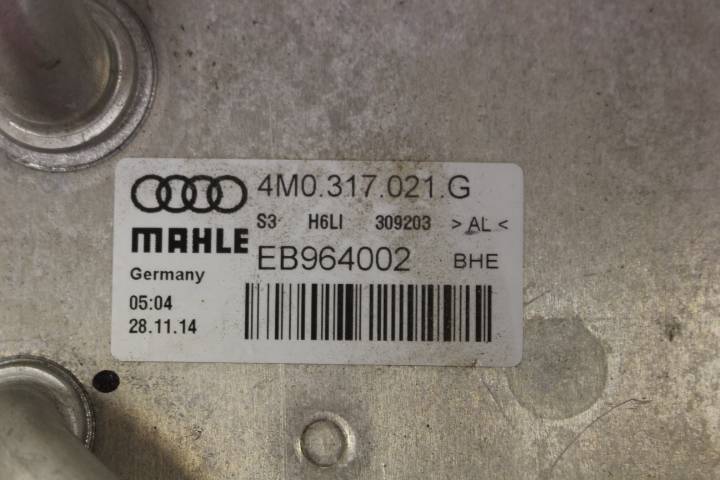 4M0.317.021.G
S3 H6LI 309203 >AL<
MAHLE
EB964002 BHE
Germany
05:04
28.11.14